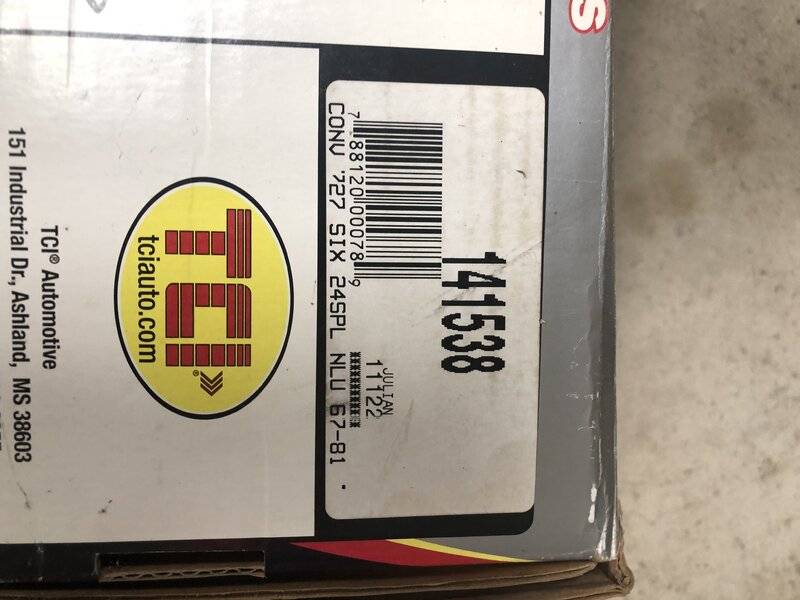 S
141538
7 88120 00078 9
JULIAN
11122
CONV '727 SIX 24SPL NLU 67-81
TCI®
tciauto.com
TCI® Automotive
151 Industrial Dr., Ashland, MS 38603